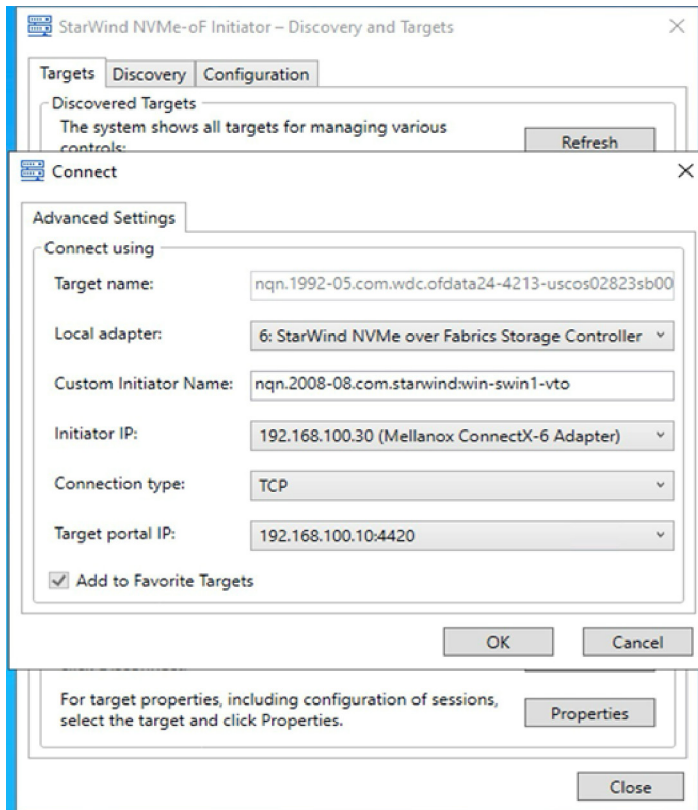 StarWind NVMe-oF Initiator – Discovery and Targets
Targets
Discovery
Configuration
Discovered Targets
The system shows all targets for managing various
controls:
Refresh
Connect
Advanced Settings
Connect using
Target name:
nqn.1992-05.com.wdc.ofdata24-4213-uscos02823sb00
Local adapter:
6: StarWind NVMe over Fabrics Storage Controller
Custom Initiator Name:
nqn.2008-08.com.starwind:win-swin1-vto
Initiator IP:
192.168.100.30 (Mellanox ConnectX-6 Adapter)
Connection type:
TCP
Target portal IP:
192.168.100.10:4420
Add to Favorite Targets
OK
Cancel
click Disconnect.
For target properties, including configuration of sessions,
select the target and click Properties.
Properties
Close